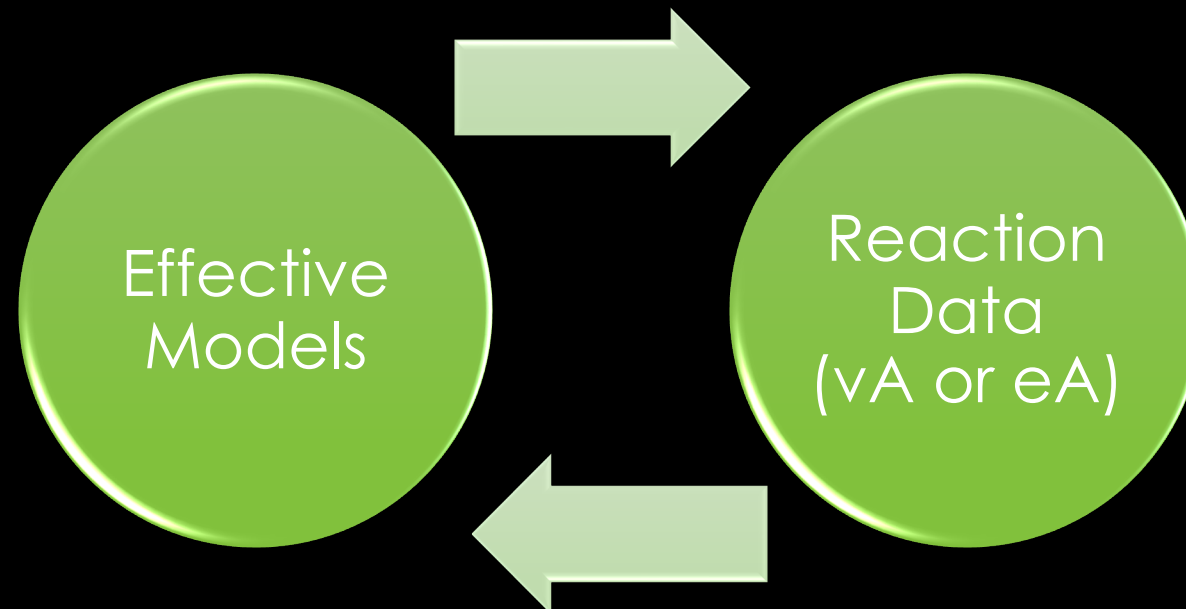 Effective
Models
Reaction
Data
(vA or eA)